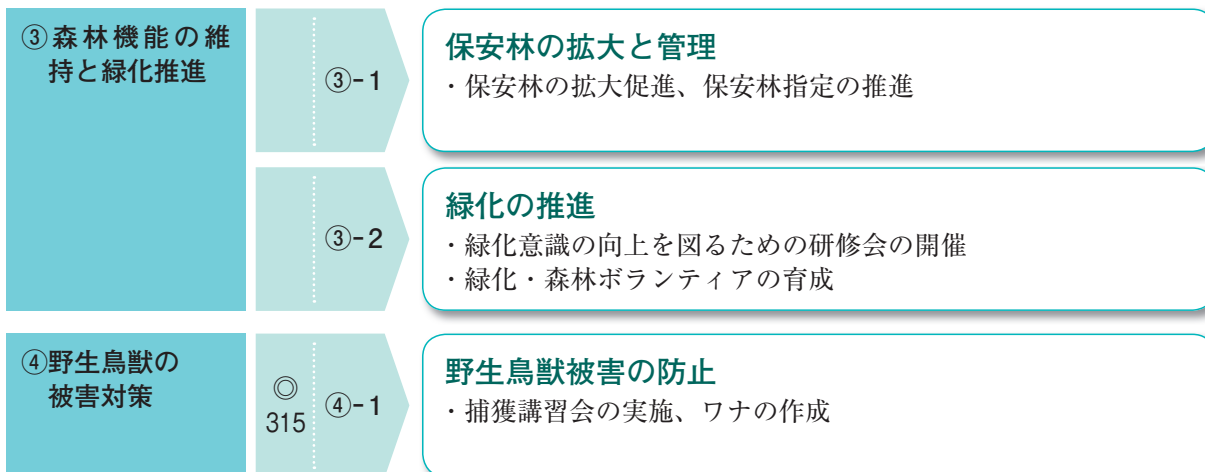 ③森林機能の維
持と緑化推進
③-1
保安林の拡大と管理
・保安林の拡大促進、保安林指定の推進
③-2
緑化の推進
・緑化意識の向上を図るための研修会の開催
・緑化・森林ボランティアの育成
④野生鳥獣の
被害対策
◎
315
④-1
野生鳥獣被害の防止
・捕獲講習会の実施、ワナの作成